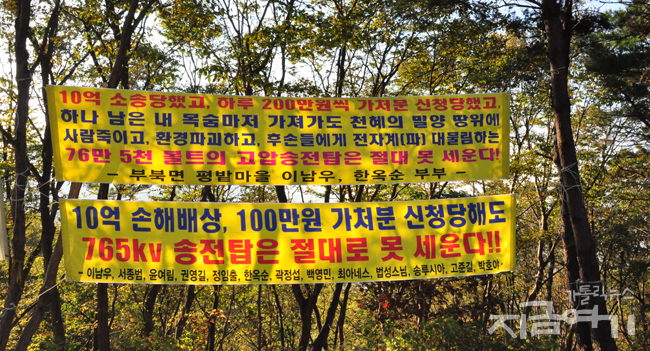 10억 소송당했고, 하루 200만원씩 가처분 신청당했고,
하나 남은 내 목숨마저 가져가도 천혜의 밀양 땅위에
사람죽이고, 환경파괴하고, 후손들에게 전자계(파) 대물림하는
76만 5천 볼트의 고압송전탑은 절대 못 세운다!
- 부북면 평밭마을 이남우, 한옥순 부부 -
10억 손해배상, 100만원 가처분 신청당해도
765kv 송전탑은 절대로 못 세운다!!
- 이남우, 서종범, 윤여림, 권영길, 정임출, 한옥순, 곽정섭, 백영민, 최아네스, 법성스님, 송루시아, 고준길, 박호야 -
가톨릭뉴스
지금여기